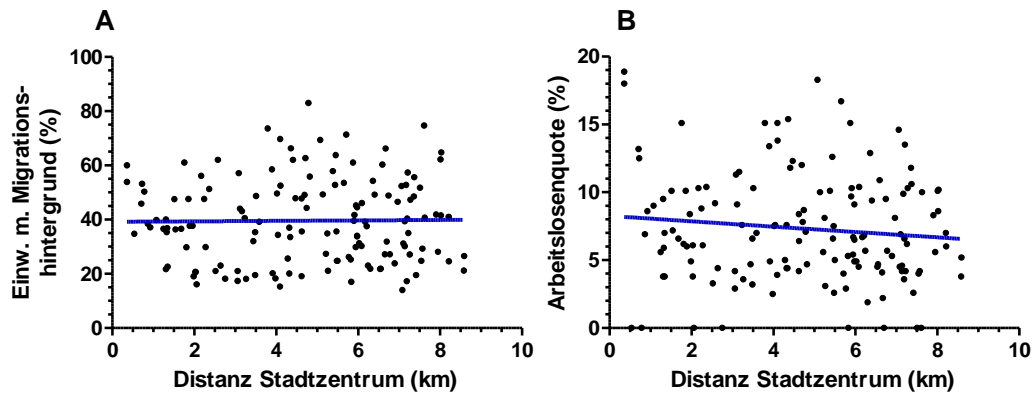 A
Einw. m. Migrations-
hintergrund (%)
100
80
60
40
20
0
0 2 4 6 8 10
Distanz Stadtzentrum (km)
B
Arbeitslosenquote (%)
20
15
10
5
0
0 2 4 6 8 10
Distanz Stadtzentrum (km)